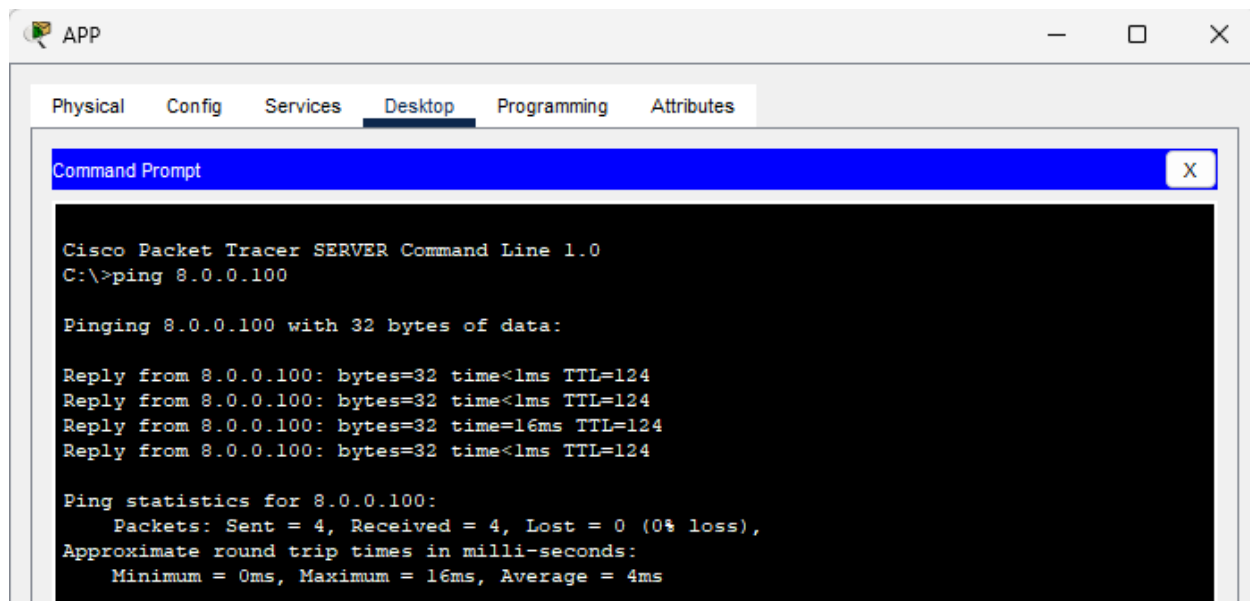 APP
Physical Config Services Desktop Programming Attributes
Command Prompt X
Cisco Packet Tracer SERVER Command Line 1.0
C:\>ping 8.0.0.100
Pinging 8.0.0.100 with 32 bytes of data:
Reply from 8.0.0.100: bytes=32 time<1ms TTL=124
Reply from 8.0.0.100: bytes=32 time<1ms TTL=124
Reply from 8.0.0.100: bytes=32 time=16ms TTL=124
Reply from 8.0.0.100: bytes=32 time<1ms TTL=124
Ping statistics for 8.0.0.100:
    Packets: Sent = 4, Received = 4, Lost = 0 (0% loss),
Approximate round trip times in milli-seconds:
    Minimum = 0ms, Maximum = 16ms, Average = 4ms